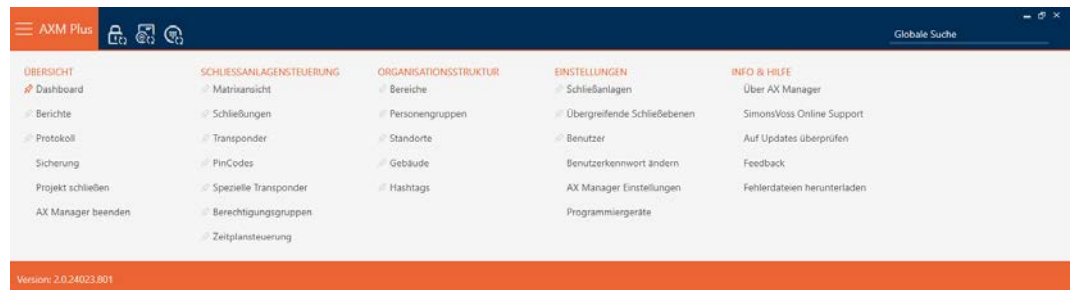 AXM Plus
Globale Suche
ÜBERSICHT
Dashboard
Berichte
Protokoll
Sicherung
Projekt schließen
AX Manager beenden
SCHLIESSANLAGENSTEUERUNG
Matrixansicht
Schließungen
Transponder
PinCodes
Spezielle Transponder
Berechtigungsgruppen
Zeitplansteuerung
ORGANISATIONSSTRUKTUR
Bereiche
Personengruppen
Standorte
Gebäude
Hashtags
EINSTELLUNGEN
Schließanlagen
Übergreifende Schließebenen
Benutzer
Benutzerkennwort ändern
AX Manager Einstellungen
Programmiergeräte
INFO & HILFE
Über AX Manager
SimonsVoss Online Support
Auf Updates überprüfen
Feedback
Fehlerdateien herunterladen
Version: 2.0.24023.801